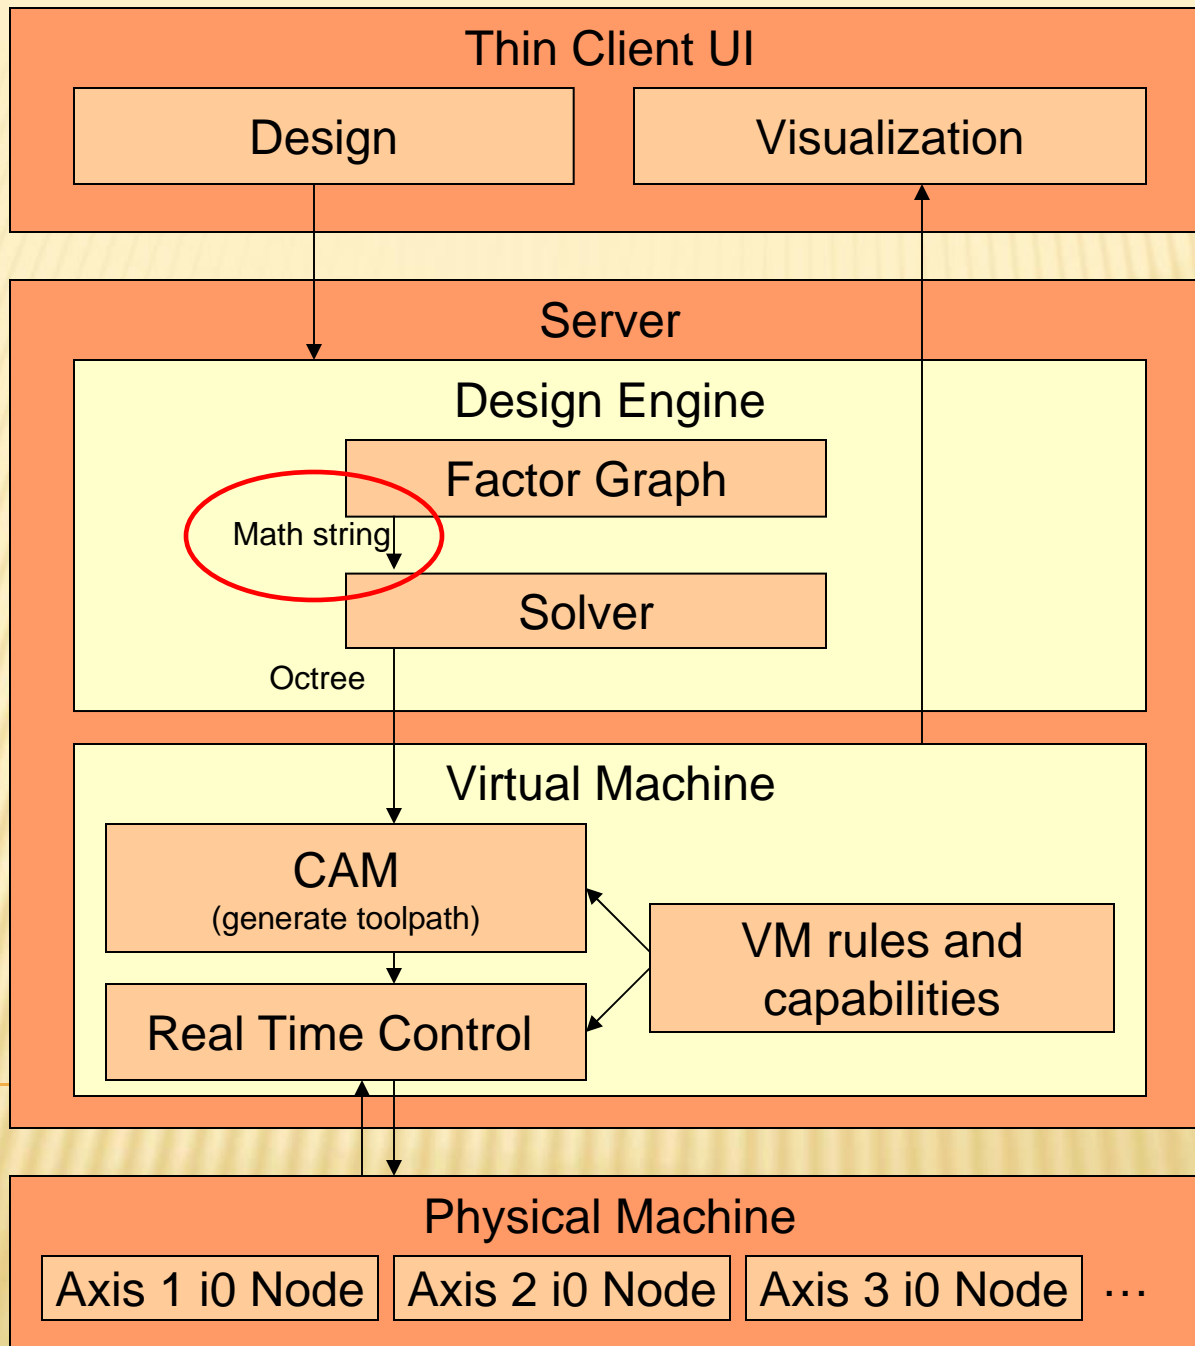 Thin Client UI
Design
Visualization
Server
Design Engine
Factor Graph
Math string
Solver
Octree
Virtual Machine
CAM
(generate toolpath)
VM rules and
capabilities
Real Time Control
Physical Machine
Axis 1 i0 Node
Axis 2 i0 Node
Axis 3 i0 Node
...